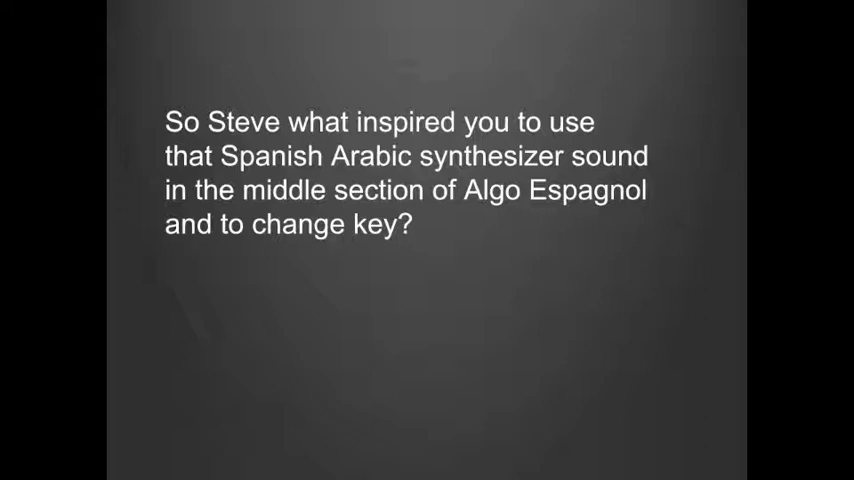 So Steve what inspired you to use
that Spanish Arabic synthesizer sound
in the middle section of Algo Espagnol
and to change key?